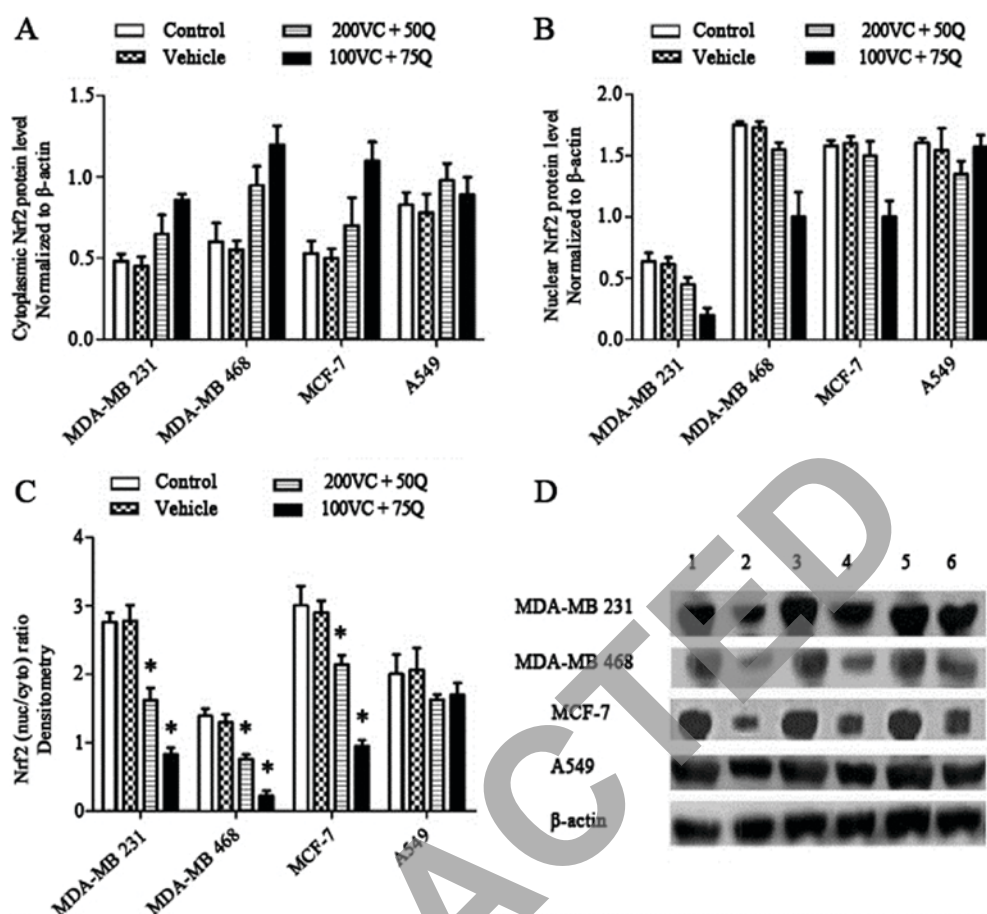 A
Control
200VC+50Q
Vehicle
100VC+75Q
Cytoplasmic Nrf2 protein level
Normalized to β-actin
1.5
1.0
0.5
0.0
MDA-MB 231
MDA-MB 468
MCF-7
A549
B
Control
200VC+50Q
Vehicle
100VC+75Q
Nuclear Nrf2 protein level
Normalized to β-actin
2.0
1.5
1.0
0.5
0.0
MDA-MB 231
MDA-MB 468
MCF-7
A549
C
Control
200VC+50Q
Vehicle
100VC+75Q
Nrf2 (nuc/cyto) ratio
Densitometry
4
3
2
1
0
* * * * * *
MDA-MB 231
MDA-MB 468
MCF-7
A549
D
1 2 3 4 5 6
MDA-MB 231
MDA-MB 468
MCF-7
A549
β-actin
ACTED